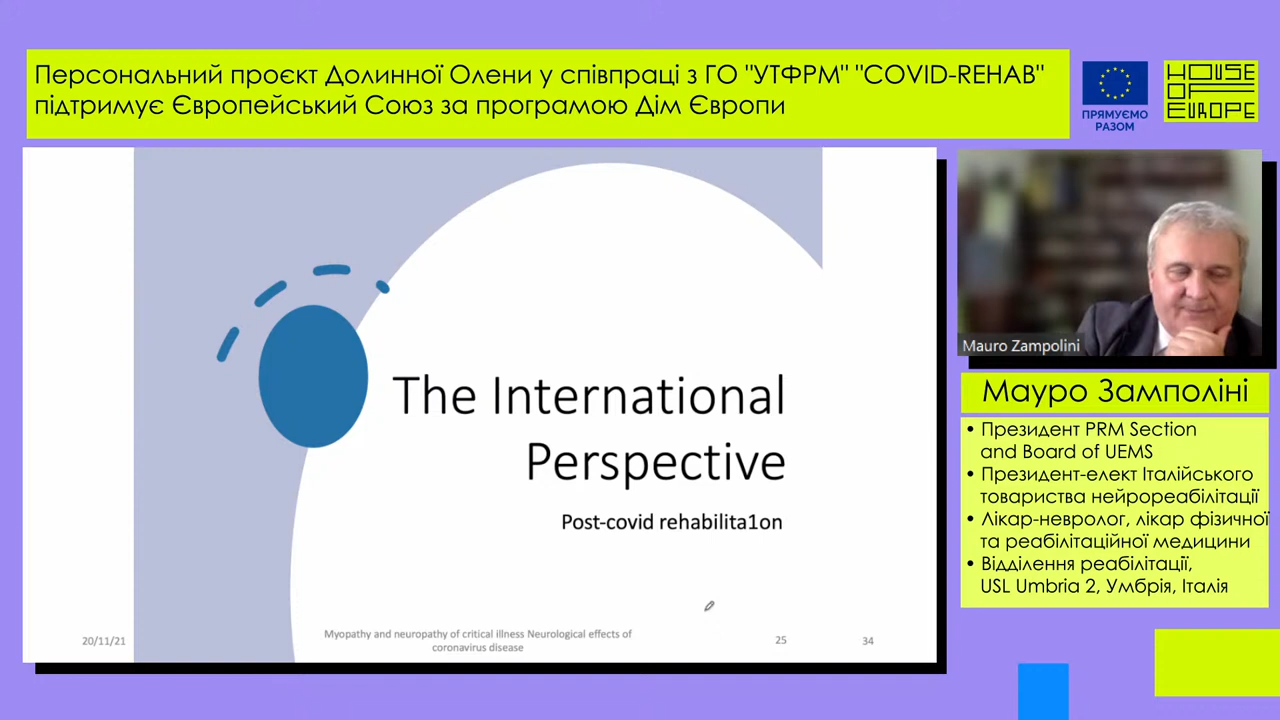 Персональний проєкт Долинної Олени у співпраці з ГО "УТФРМ" "COVID-REHAB"
підтримує Європейський Союз за програмою Дім Європи
ПРЯМУЄМО
РАЗОМ
HOUSE
OF
EUROPE
The International
Perspective
Post-covid rehabilita1on
20/11/21
Myopathy and neuropathy of critical illness Neurological effects of
coronavirus disease
25
34
Mauro Zampolini
Мауро Замполіні
• Президент PRM Section
and Board of UEMS
• Президент-елект Італійського
товариства нейрореабілітації
• Лікар-невролог, лікар фізичної
та реабілітаційної медицини
• Відділення реабілітації,
USL Umbria 2, Умбрія, Італія